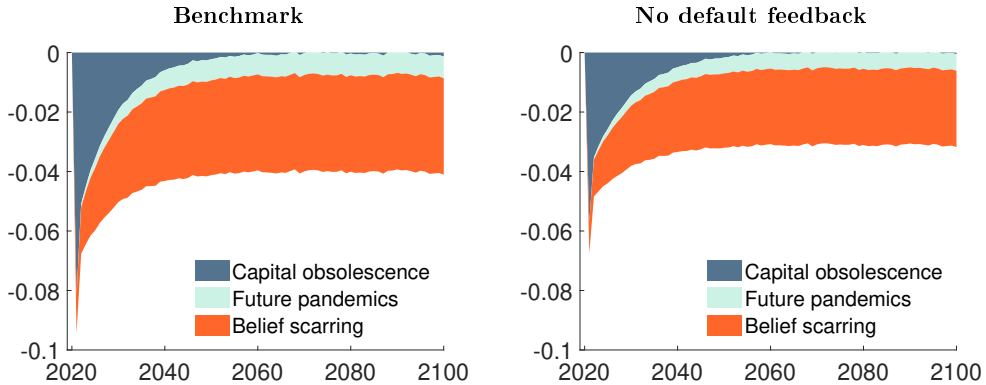 Benchmark
0
-0.02
-0.04
-0.06
-0.08
-0.1
2020 2040 2060 2080 2100
Capital obsolescence
Future pandemics
Belief scarring
No default feedback
0
-0.02
-0.04
-0.06
-0.08
-0.1
2020 2040 2060 2080 2100
Capital obsolescence
Future pandemics
Belief scarring